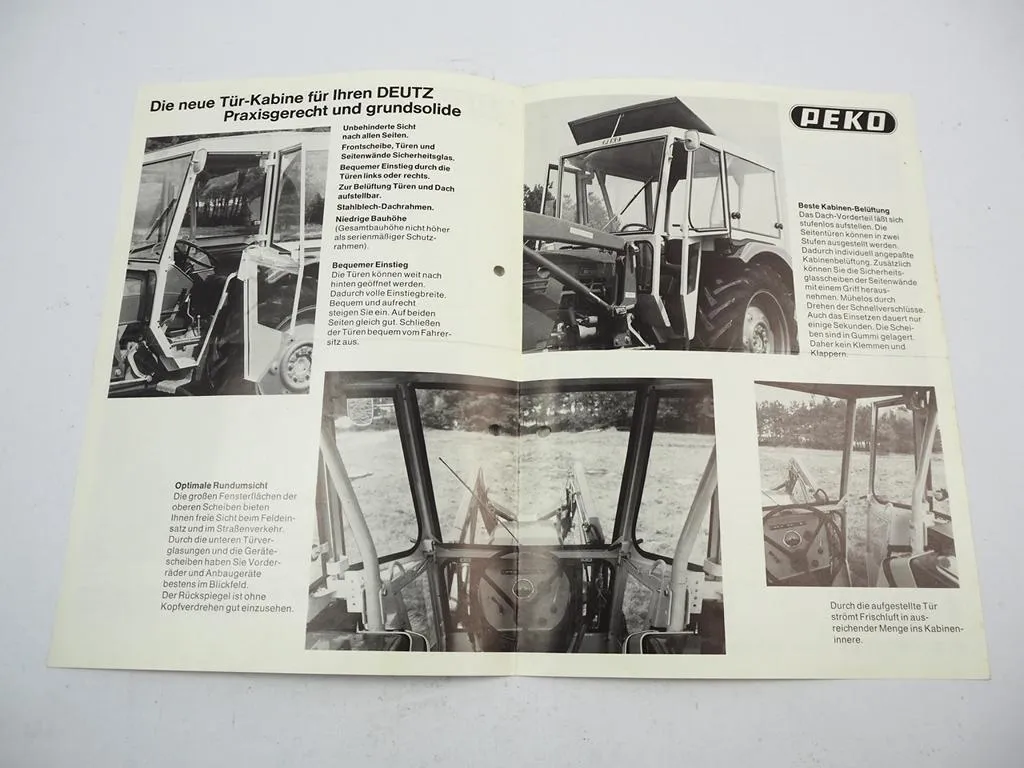 Die neue Tür-Kabine für Ihren DEUTZ
Praxisgerecht und grundsolide
Unbehinderte Sicht
nach allen Seiten.
Frontscheibe, Türen und
Seitenwände Sicherheitsglas.
Bequemer Einstieg durch die
Türen links oder rechts.
Zur Belüftung Türen und Dach
aufstellbar.
Stahlblech-Dachrahmen.
Niedrige Bauhöhe
(Gesamtbauhöhe nicht höher
als serienmäßiger Schutz-
rahmen).
Bequemer Einstieg
Die Türen können weit nach
hinten geöffnet werden.
Dadurch volle Einstiegbreite.
Bequem und aufrecht
steigen Sie ein. Auf beiden
Seiten gleich gut. Schließen
der Türen bequem vom Fahrer-
sitz aus.
PEKO
Beste Kabinen-Belüftung
Das Dach-Vorderteil läßt sich
stufenlos aufstellen. Die
Seitentüren können in zwei
Stufen ausgestellt werden.
Dadurch individuell angepaßte
Kabinenbelüftung. Zusätzlich
können Sie die Sicherheits-
glasscheiben der Seitenwände
mit einem Griff heraus-
nehmen. Mühelos durch
Drehen der Schnellverschlüsse.
Auch das Einsetzen dauert nur
einige Sekunden. Die Schei-
ben sind in Gummi gelagert.
Daher kein Klemmen und
Klappern.
Optimale Rundumsicht
Die großen Fensterflächen der
oberen Scheiben bieten
Ihnen freie Sicht beim Feldein-
satz und im Straßenverkehr.
Durch die unteren Türver-
glasungen und die Geräte-
scheiben haben Sie Vorder-
räder und Anbaugeräte
bestens im Blickfeld.
Der Rückspiegel ist ohne
Kopfverdrehen gut einzusehen.
Durch die aufgestellte Tür
strömt Frischluft in aus-
reichender Menge ins Kabinen-
innere.